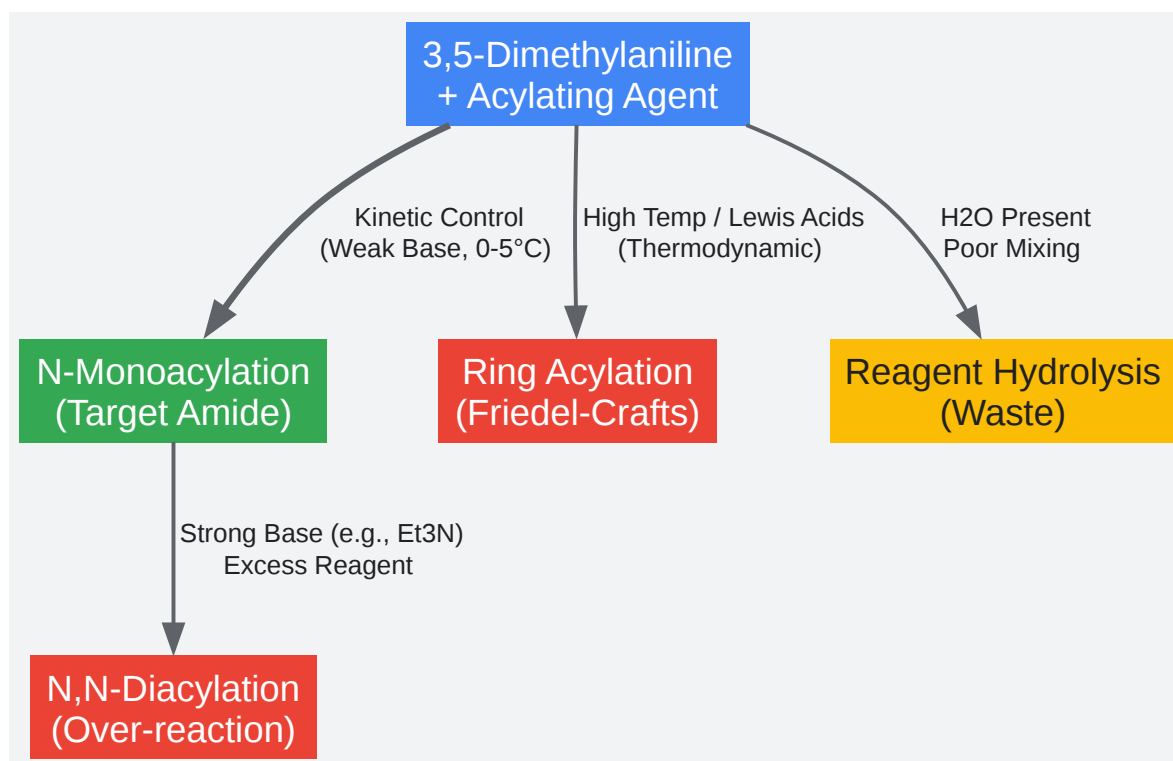 3,5-Dimethylaniline
+ Acylating Agent
Kinetic Control
(Weak Base, 0-5°C)
High Temp / Lewis Acids
(Thermodynamic)
H2O Present
Poor Mixing
N-Monoacylation
(Target Amide)
Ring Acylation
(Friedel-Crafts)
Reagent Hydrolysis
(Waste)
Strong Base (e.g., Et3N)
Excess Reagent
N,N-Diacylation
(Over-reaction)